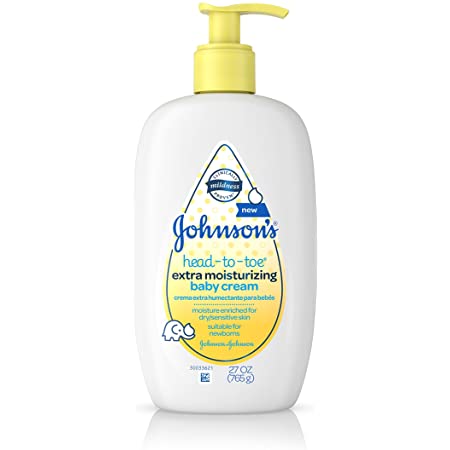 CLINICALLY
mildness
PROVEN
new
Johnson's®
head-to-toe®
extra moisturizing
baby cream
crema extra humectante para bebés
moisture enriched for
dry/sensitive skin
suitable for
newborns
Johnson & Johnson
30033621
27 OZ
(765 g)